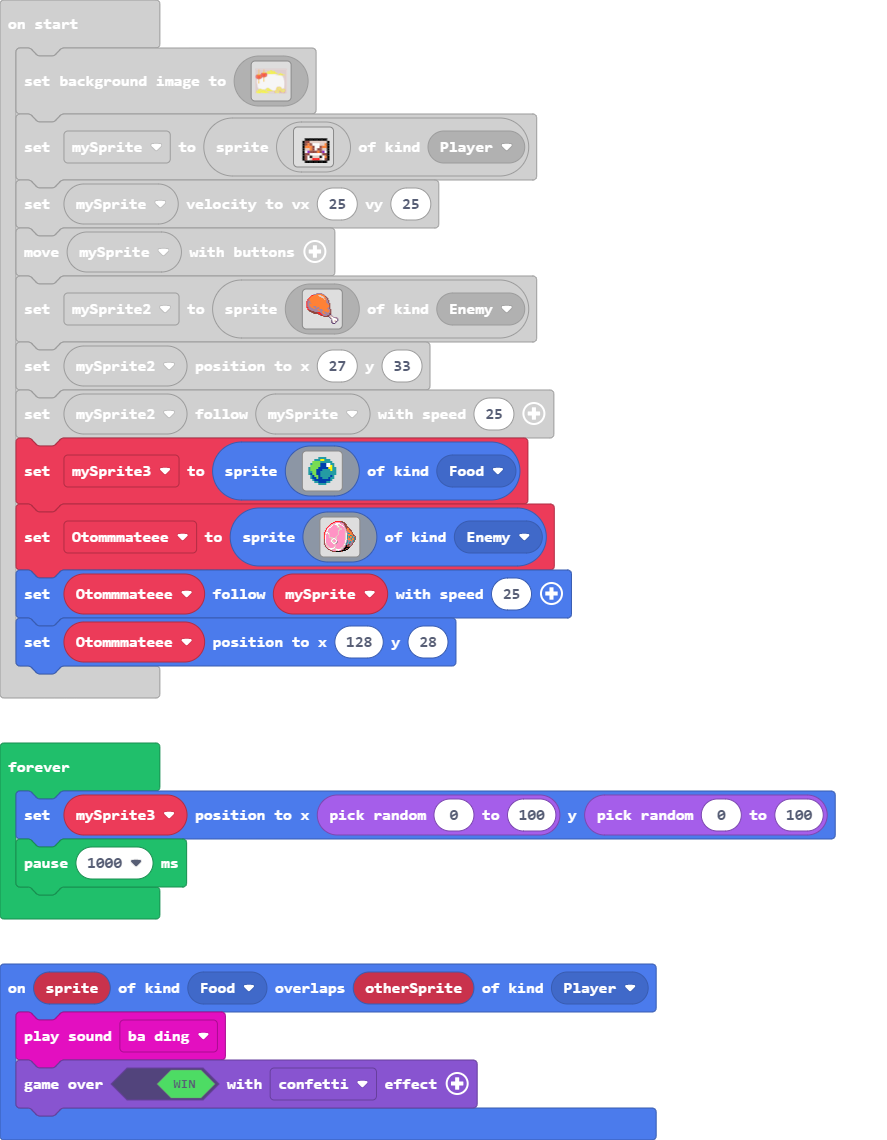 on start
set background image to
set mySprite to sprite of kind Player
set mySprite velocity to vx 25 vy 25
move mySprite with buttons
set mySprite2 to sprite of kind Enemy
set mySprite2 position to x 27 y 33
set mySprite2 follow mySprite with speed 25
set mySprite3 to sprite of kind Food
set Otommmateee to sprite of kind Enemy
set Otommmateee follow mySprite with speed 25
set Otommmateee position to x 128 y 28
forever
set mySprite3 position to x pick random 0 to 100 y pick random 0 to 100
pause 1000 ms
on sprite of kind Food overlaps otherSprite of kind Player
play sound ba ding
game over WIN with confetti effect